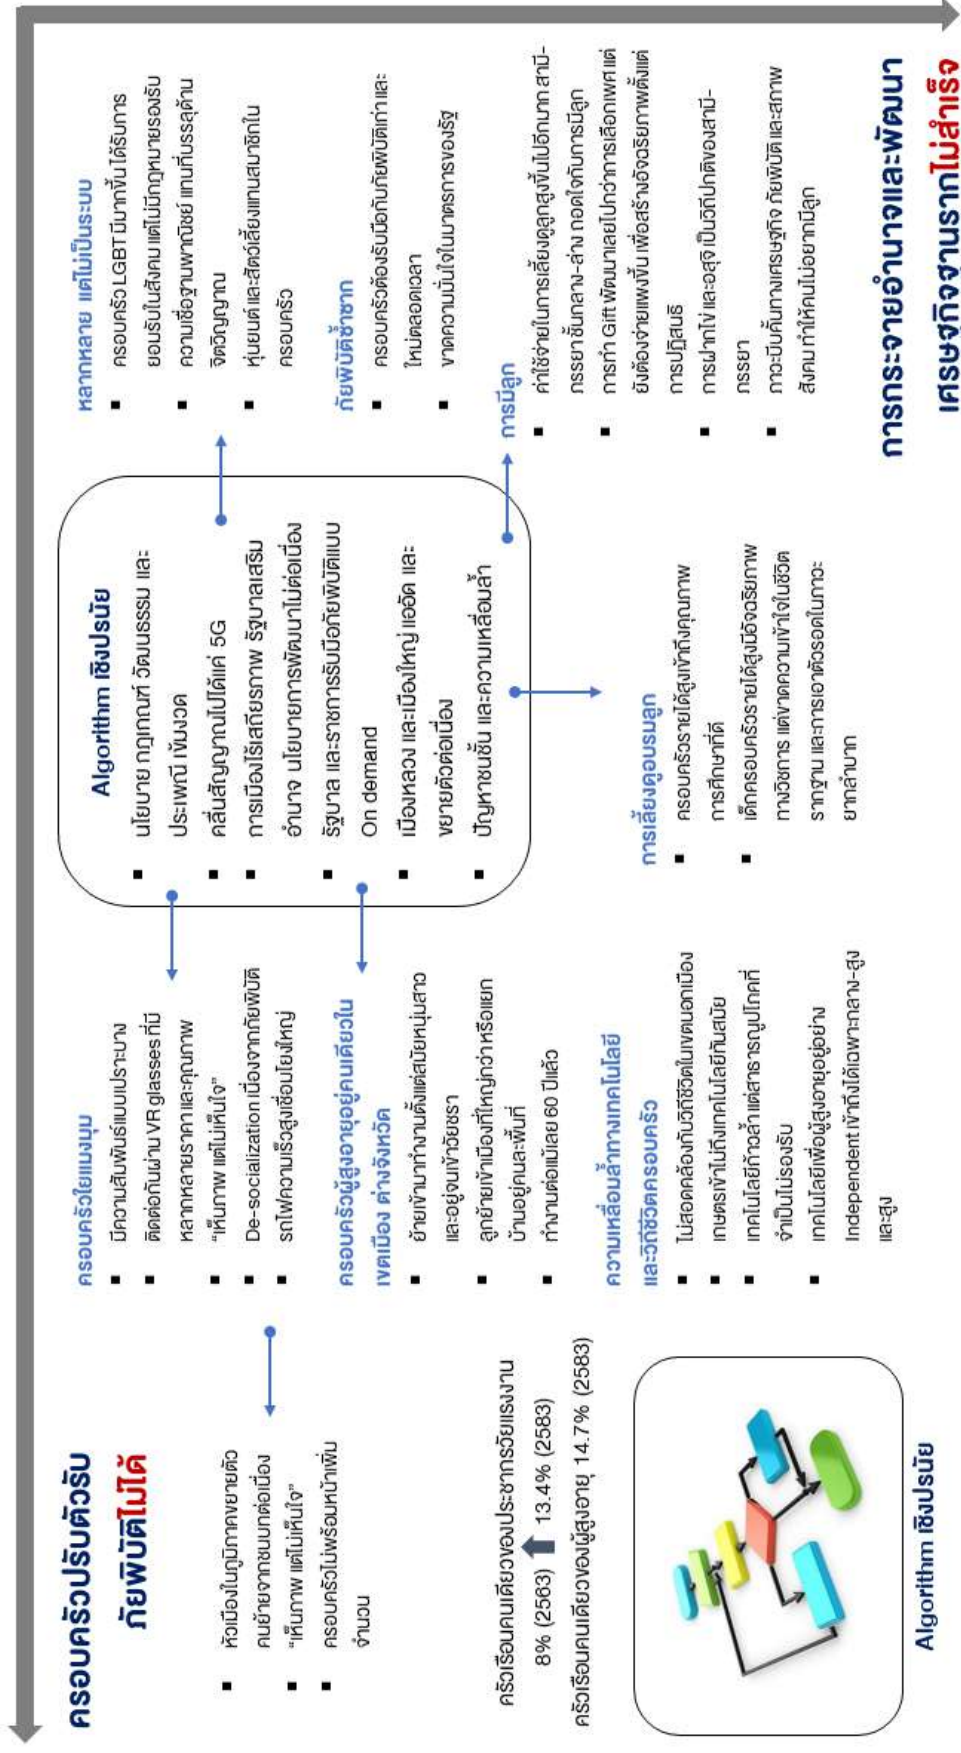 ครอบครัวปรับตัวรับ
ภัยพิบัติไม่ได้
หัวเมืองในภูมิภาคขยายตัว
คนย้ายจากชนบทต่อเนื่อง
“เห็นภาพ แต่ไม่เห็นใจ”
ครอบครัวไม่พร้อมหน้าเพิ่ม
จำนวน
ครัวเรือนคนเดียวของประชากรวัยแรงงาน
8% (2563) 13.4% (2583)
ครัวเรือนคนเดียวของผู้สูงอายุ 14.7% (2583)
Algorithm เชิงปรนัย
ครอบครัวใยแมงมุม
มีความสัมพันธ์แบบเปราะบาง
ติดต่อกันผ่าน VR glasses ที่มี
หลากหลายราคา และคุณภาพ
“เห็นภาพ แต่ไม่เห็นใจ”
De-socialization เนื่องจากภัยพิบัติ
รถไฟความเร็วสูงเชื่อมโยงใหญ่
ครอบครัวผู้สูงอายุอยู่คนเดียวใน
เขตเมือง ต่างจังหวัด
ย้ายเข้ามาทำงานตั้งแต่สมัยหนุ่มสาว
และอยู่จนเข้าวัยชรา
ลูกย้ายเข้าเมืองที่ใหญ่กว่า หรือแยก
บ้านอยู่คนละพื้นที่
ทำงานต่อแม้เลย 60 ปีแล้ว
ความเหลื่อมล้ำทางเทคโนโลยี
และวิถีชีวิตครอบครัว
ไม่สอดคล้องกับวิถีชีวิตในเขตนอกเมือง
เกษตรเข้าไม่ถึงเทคโนโลยีทันสมัย
เทคโนโลยีก้าวล้ำ แต่สาธารณูปโภคที่
จำเป็นไม่รองรับ
เทคโนโลยีเพื่อผู้สูงอายุอยู่อย่าง
Independent เข้าถึงได้เฉพาะกลาง-สูง
และสูง
Algorithm เชิงปรนัย
นโยบาย กฎเกณฑ์ วัฒนธรรม และ
ประเพณี เข้มงวด
คลื่นสัญญาณไปได้แค่ 5G
การเมืองไร้เสถียรภาพ รัฐบาลเสริม
อำนาจ นโยบายการพัฒนาไม่ต่อเนื่อง
รัฐบาล และราชการรับมือภัยพิบัติแบบ
On demand
เมืองหลวง และเมืองใหญ่ แออัด และ
ขยายตัวต่อเนื่อง
ปัญหาชนชั้น และความเหลื่อมล้ำ
การเลี้ยงดูอบรมลูก
ครอบครัวรายได้สูงเข้าถึงคุณภาพ
การศึกษาที่ดี
เด็กครอบครัวรายได้สูงมีอัจฉริยภาพ
ทางวิชาการ แต่ขาดความเข้าใจในชีวิต
รากฐาน และการเอาตัวรอดในภาวะ
ยากลำบาก
หลากหลาย แต่ไม่เป็นระบบ
ครอบครัว LGBT มีมากขึ้น ได้รับการ
ยอมรับในสังคม แต่ไม่มีกฎหมายรองรับ
ความเชื่อฐานพาณิชย์ แทนที่บรรลุด้าน
จิตวิญญาณ
หุ่นยนต์ และสัตว์เลี้ยงแทนสมาชิกใน
ครอบครัว
ภัยพิบัติซ้ำซาก
ครอบครัวต้องรับมือกับภัยพิบัติเก่า และ
ใหม่ตลอดเวลา
ขาดความมั่นใจในมาตรการของรัฐ
การมีลูก
ค่าใช้จ่ายในการเลี้ยงดูลูกสูงขึ้นไปอีกมาก สามี-
ภรรยา ชั้นกลาง-ล่าง ถอดใจกับการมีลูก
การทำ Gift พัฒนาเลยไปกว่าการเลือกเพศ แต่
ยังต้องจ่ายแพงขึ้น เพื่อสร้างอัจฉริยภาพตั้งแต่
การปฏิสนธิ
การฝากไข่ และอสุจิ เป็นวิถีปกติของสามี-
ภรรยา
ภาวะบีบคั้นทางเศรษฐกิจ ภัยพิบัติ และสภาพ
สังคม ทำให้คนไม่อยากมีลูก
การกระจายอำนาจและพัฒนา
เศรษฐกิจฐานรากไม่สำเร็จ